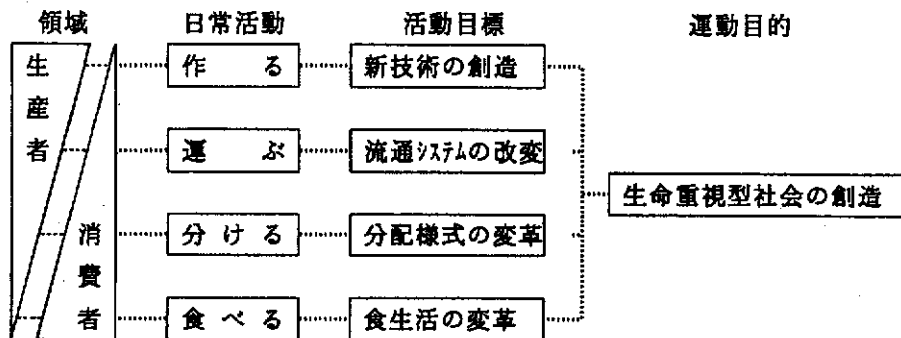 領域 日常活動 活動目標 運動目的
生産者
消費者
作る 新技術の創造
運ぶ 流通システムの改変
生命重視型社会の創造
分ける 分配様式の変革
食べる 食生活の変革